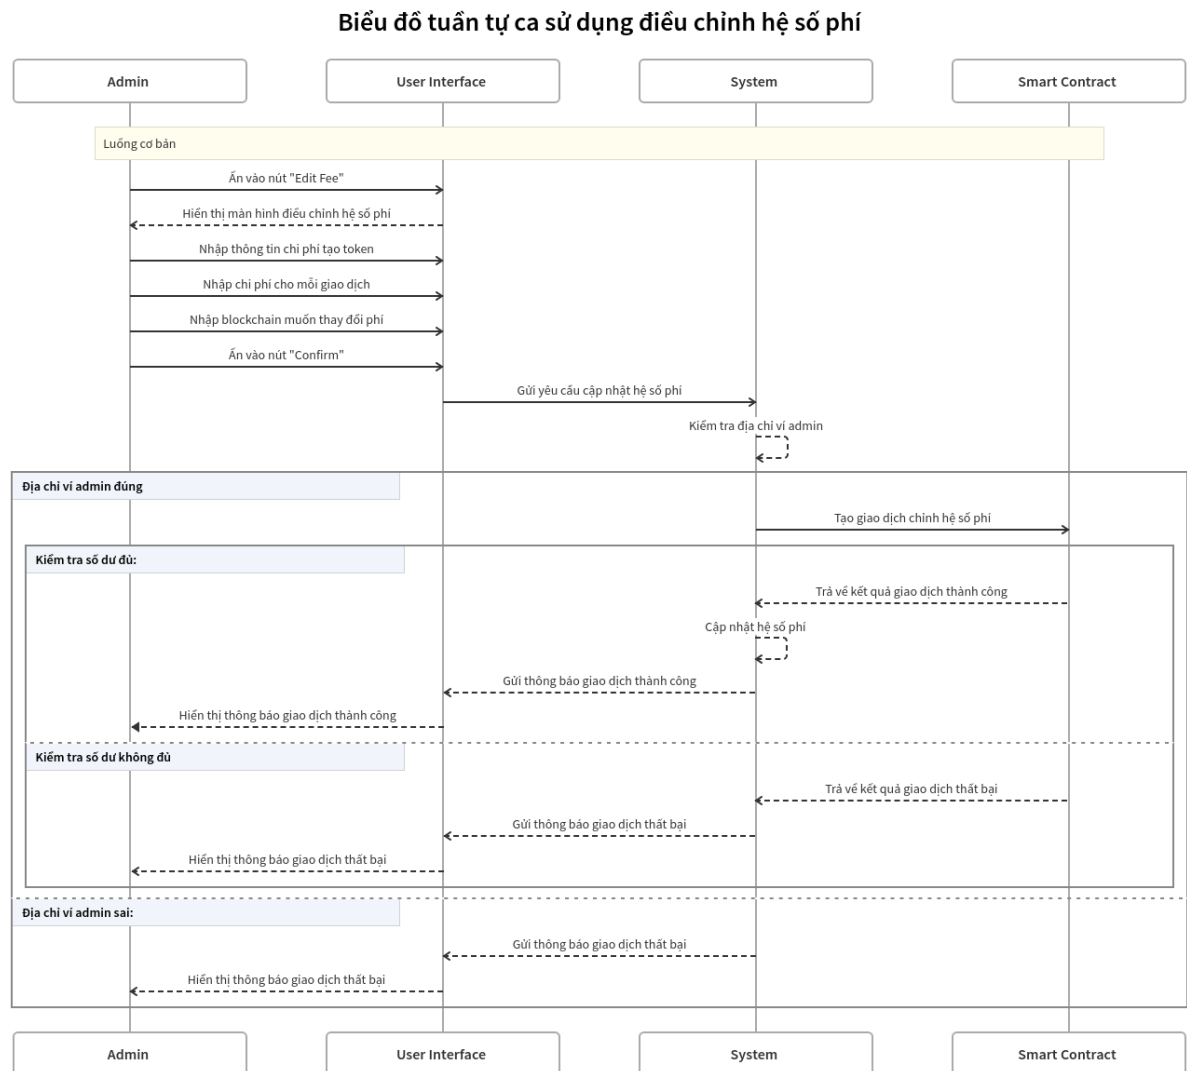 Biểu đồ tuần tự ca sử dụng điều chỉnh hệ số phí
Admin
User Interface
System
Smart Contract
Luồng cơ bản
Ấn vào nút "Edit Fee"
Hiển thị màn hình điều chỉnh hệ số phí
Nhập thông tin chi phí tạo token
Nhập chi phí cho mỗi giao dịch
Nhập blockchain muốn thay đổi phí
Ấn vào nút "Confirm"
Gửi yêu cầu cập nhật hệ số phí
Kiểm tra địa chỉ ví admin
Địa chỉ ví admin đúng
Tạo giao dịch chỉnh hệ số phí
Kiểm tra số dư đủ:
Trả về kết quả giao dịch thành công
Cập nhật hệ số phí
Gửi thông báo giao dịch thành công
Hiển thị thông báo giao dịch thành công
Kiểm tra số dư không đủ
Trả về kết quả giao dịch thất bại
Gửi thông báo giao dịch thất bại
Hiển thị thông báo giao dịch thất bại
Địa chỉ ví admin sai:
Gửi thông báo giao dịch thất bại
Hiển thị thông báo giao dịch thất bại
Admin
User Interface
System
Smart Contract